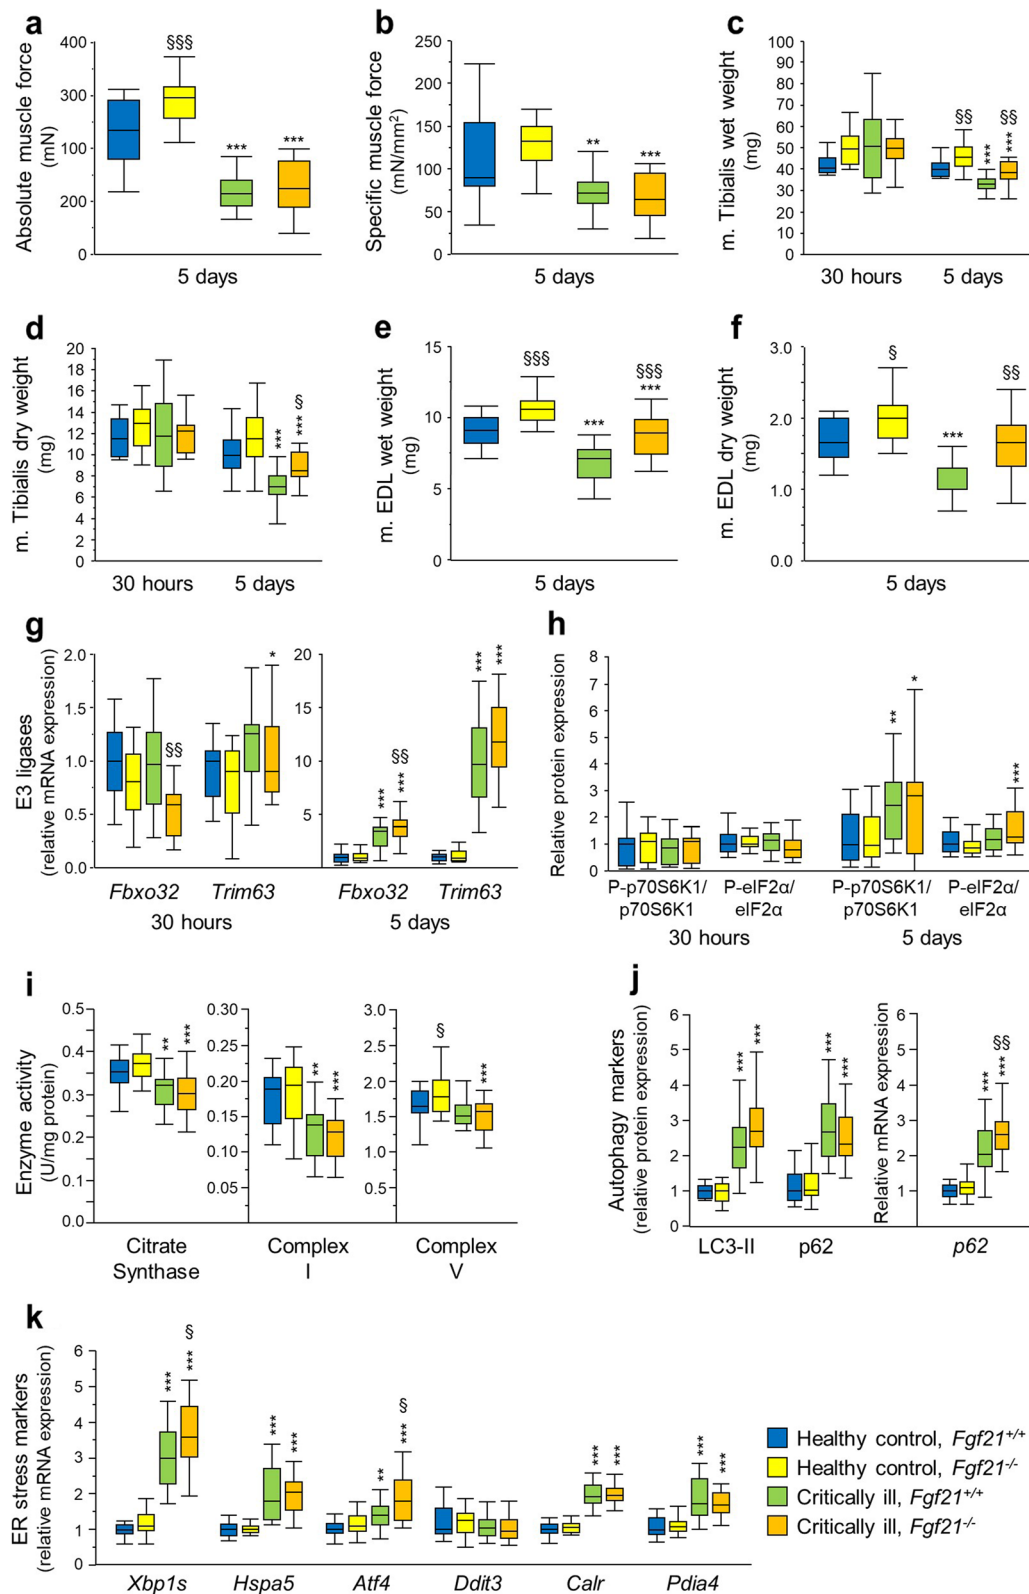 a
Absolute muscle force
(mN)
400
300
100
200
0
§§§
***
***
5 days
b
Specific muscle force
(mN/mm²)
250
200
150
100
50
0
**
***
5 days
c
m. Tibialis wet weight
(mg)
100
90
80
70
60
50
40
30
20
10
0
§§
***
§§
***
30 hours
5 days
d
m. Tibialis dry weight
(mg)
20
18
16
14
12
10
8
6
4
2
0
***
§
***
30 hours
5 days
e
m. EDL wet weight
(mg)
15
10
5
0
§§§
***
§§§
***
5 days
f
m. EDL dry weight
(mg)
3.0
2.0
1.0
0.0
§
***
§§
5 days
g
E3 ligases
(relative mRNA expression)
2.0
1.5
1.0
0.5
0.0
§§
*
Fbxo32
Trim63
30 hours
20
15
10
5
***
§§
***
***
***
Fbxo32
Trim63
5 days
h
Relative protein expression
8
7
6
5
4
3
2
1
0
**
*
***
P-p70S6K1/
p70S6K1
P-eIF2α/
eIF2α
P-p70S6K1/
p70S6K1
P-eIF2α/
eIF2α
30 hours
5 days
i
Enzyme activity
(U/mg protein)
0.5
0.4
0.3
0.2
0.1
0.0
**
***
Citrate
Synthase
0.30
0.25
0.20
0.15
0.10
0.05
**
***
Complex
I
3.0
2.5
2.0
1.5
1.0
0.5
§
***
Complex
V
j
Autophagy markers
(relative protein expression)
6
5
4
3
2
1
0
***
***
***
***
LC3-II
p62
Relative mRNA expression
6
5
4
3
2
1
***
§§
***
p62
k
ER stress markers
(relative mRNA expression)
6
5
4
3
2
1
0
***
§
***
***
***
**
§
***
***
***
***
***
Xbp1s
Hspa5
Atf4
Ddit3
Calr
Pdia4
Healthy control, Fgf21+/+
Healthy control, Fgf21-/-
Critically ill, Fgf21+/+
Critically ill, Fgf21-/-